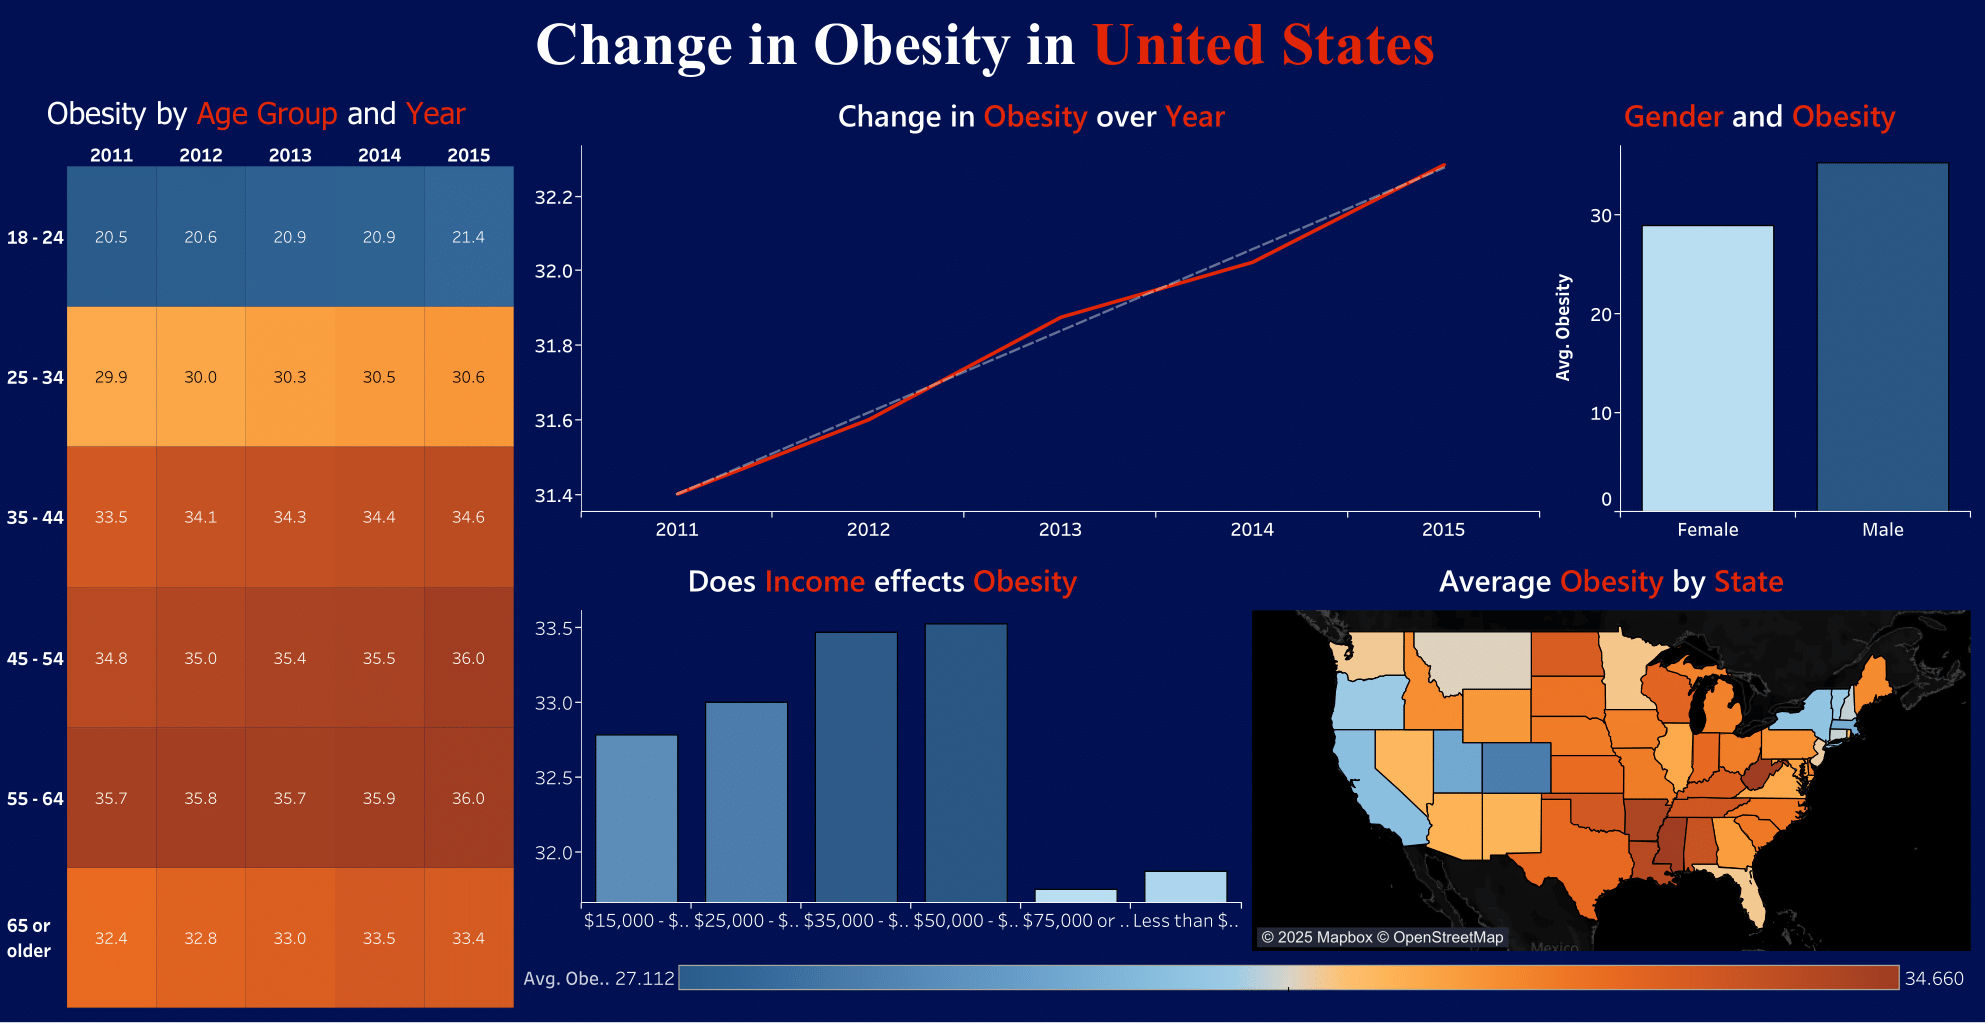 Change in Obesity in United States
Obesity by Age Group and Year
2011 2012 2013 2014 2015
18 - 24 20.5 20.6 20.9 20.9 21.4
25 - 34 29.9 30.0 30.3 30.5 30.6
35 - 44 33.5 34.1 34.3 34.4 34.6
45 - 54 34.8 35.0 35.4 35.5 36.0
55 - 64 35.7 35.8 35.7 35.9 36.0
65 or
older 32.4 32.8 33.0 33.5 33.4
Change in Obesity over Year
32.2
32.0
31.8
31.6
31.4
2011 2012 2013 2014 2015
Gender and Obesity
Avg. Obesity
30
20
10
0
Female Male
Does Income effects Obesity
33.5
33.0
32.5
32.0
$15,000 - $.. $25,000 - $.. $35,000 - $.. $50,000 - $.. $75,000 or .. Less than $..
Average Obesity by State
Mexico
© 2025 Mapbox © OpenStreetMap
Avg. Obe.. 27.112 34.660